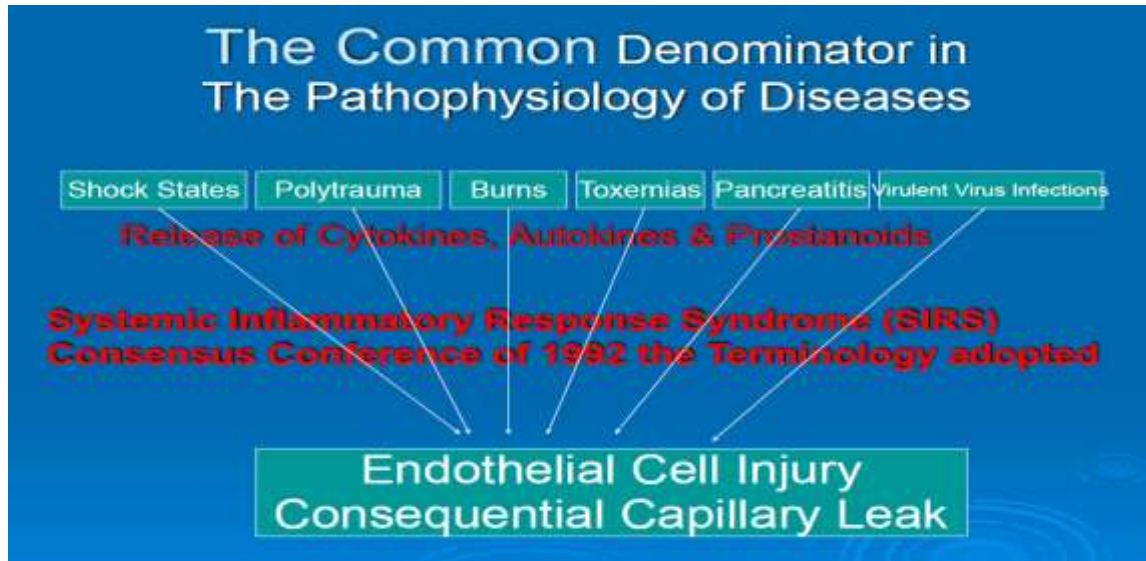 The Common Denominator in
The Pathophysiology of Diseases
Shock States Polytrauma Burns Toxemias Pancreatitis Virulent Virus Infections
Release of Cytokines, Autokines & Prostanoids
Systemic Inflammatory Response Syndrome (SIRS)
Consensus Conference of 1992 the Terminology adopted
Endothelial Cell Injury
Consequential Capillary Leak